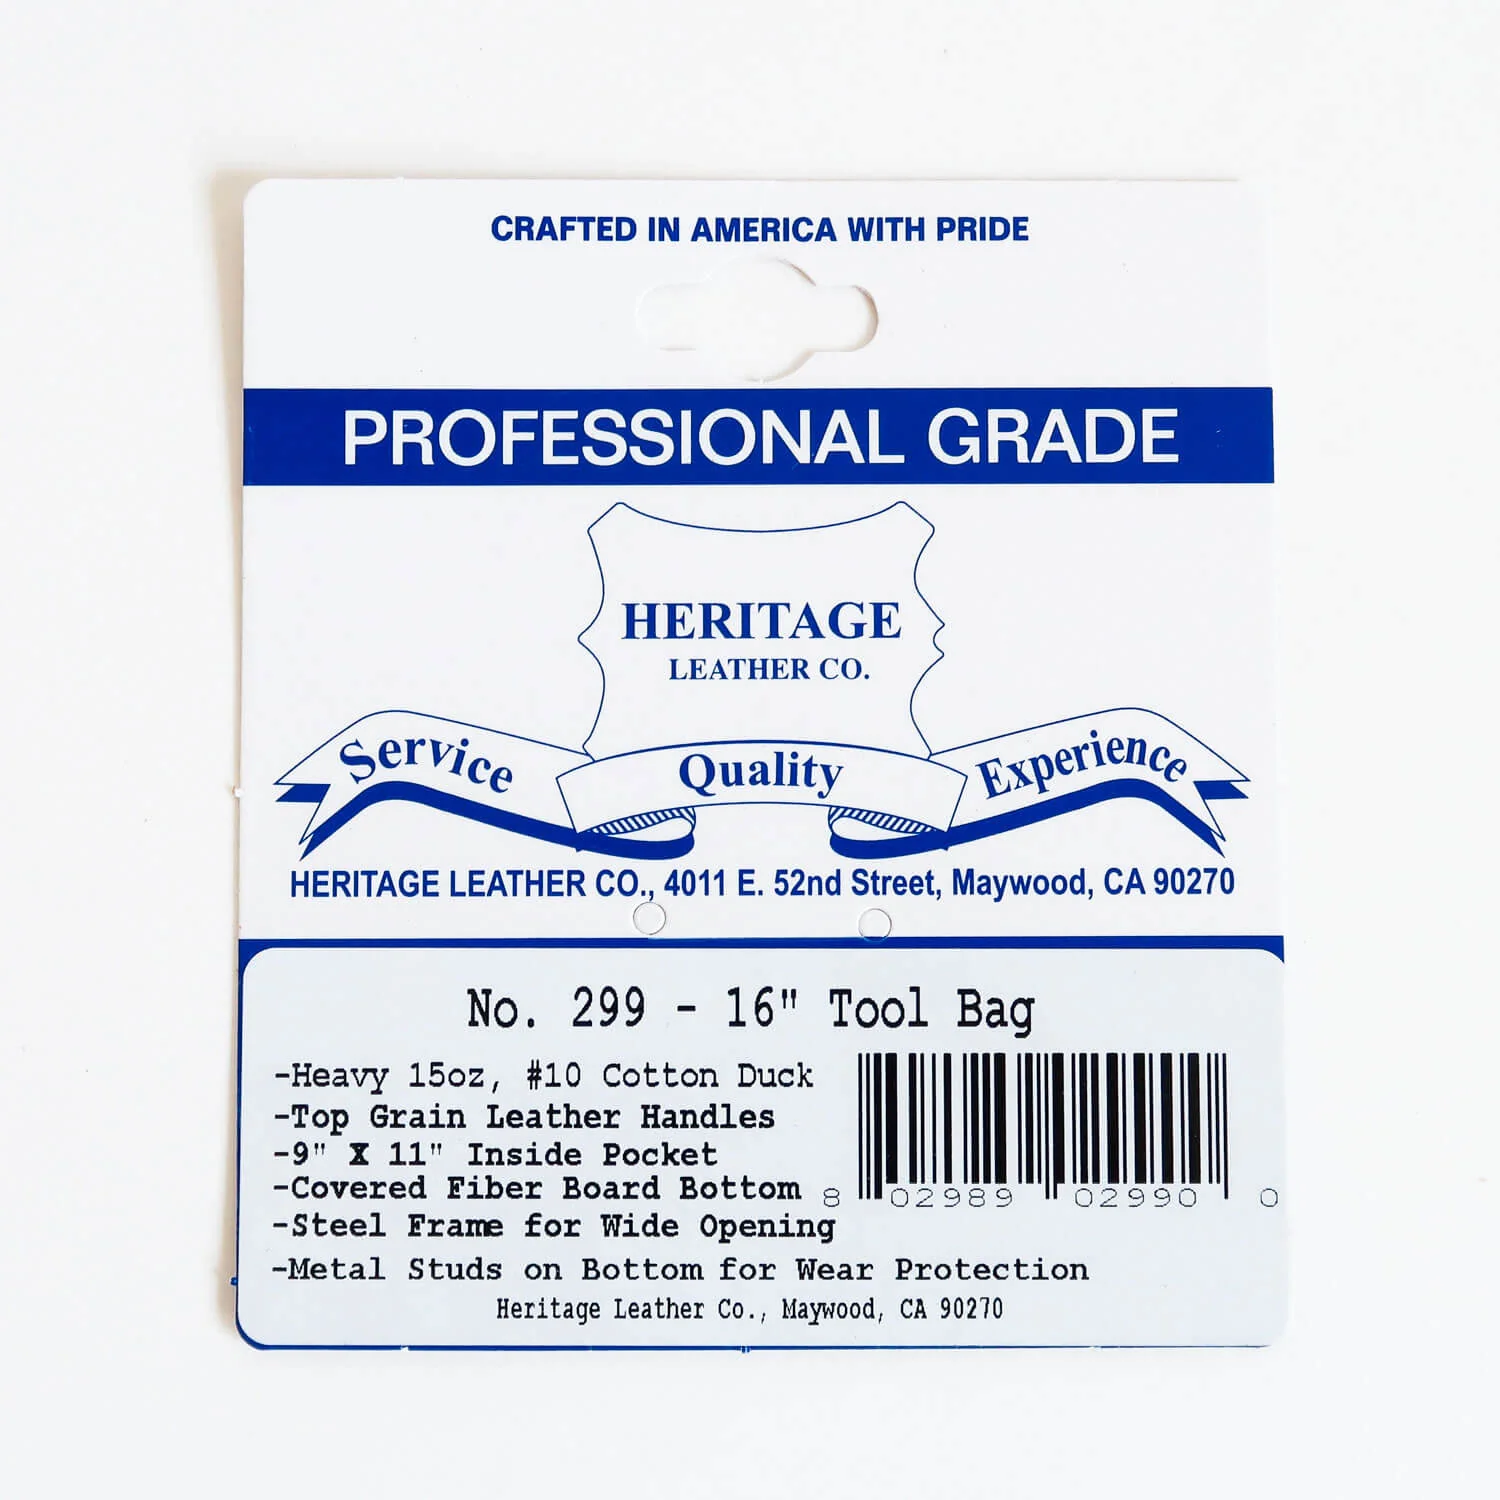 CRAFTED IN AMERICA WITH PRIDE
PROFESSIONAL GRADE
HERITAGE
LEATHER CO.
Service Quality Experience
HERITAGE LEATHER CO., 4011 E. 52nd Street, Maywood, CA 90270
No. 299 - 16" Tool Bag
-Heavy 15oz, #10 Cotton Duck
-Top Grain Leather Handles
-9" X 11" Inside Pocket
-Covered Fiber Board Bottom
8 02989 02990 0
-Steel Frame for Wide Opening
-Metal Studs on Bottom for Wear Protection
Heritage Leather Co., Maywood, CA 90270